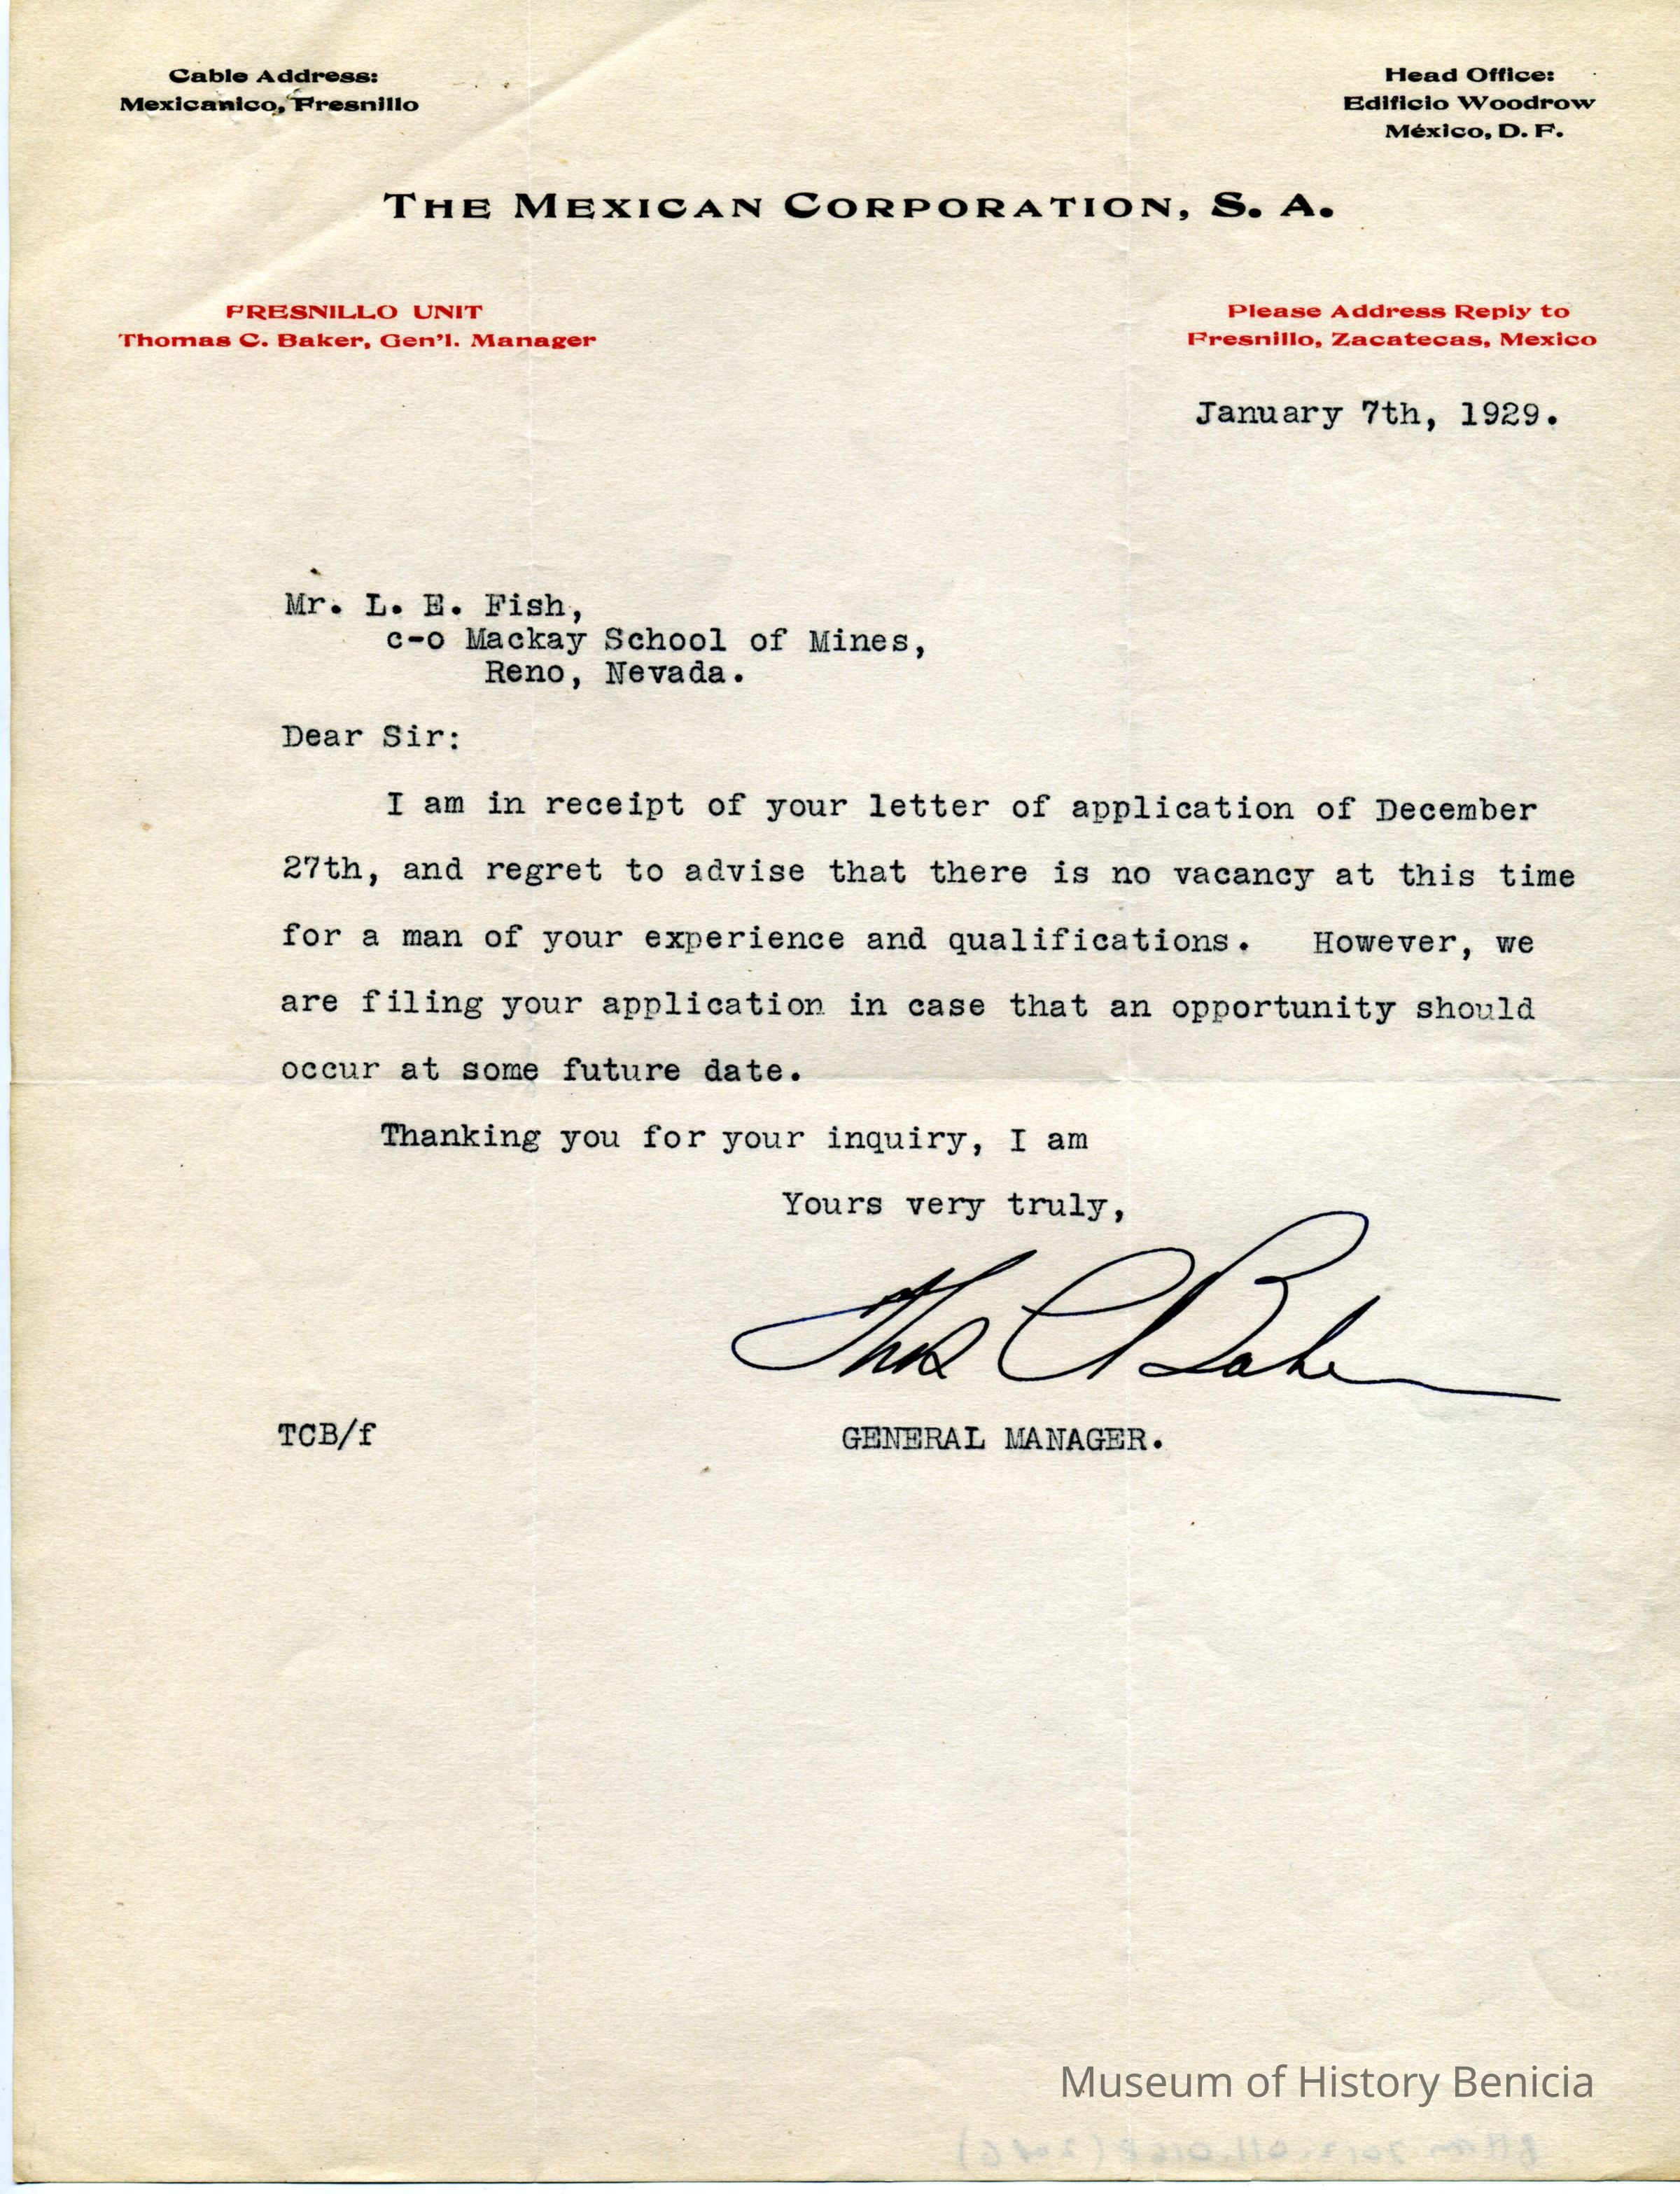 Cable Address:
Mexicanico, Fresnillo
Head Office:
Edificio Woodrow
México, D. F.
THE MEXICAN CORPORATION, S. A.
FRESNILLO UNIT
Thomas C. Baker, Gen'l. Manager
Please Address Reply to
Fresnillo, Zacatecas, Mexico
January 7th, 1929.
Mr. L. E. Fish,
c-o Mackay School of Mines,
Reno, Nevada.
Dear Sir:
I am in receipt of your letter of application of December
27th, and regret to advise that there is no vacancy at this time
for a man of your experience and qualifications. However, we
are filing your application in case that an opportunity should
occur at some future date.
Thanking you for your inquiry, I am
Yours very truly,
Thos C Baker
TCB/f
GENERAL MANAGER.
Museum of History Benicia